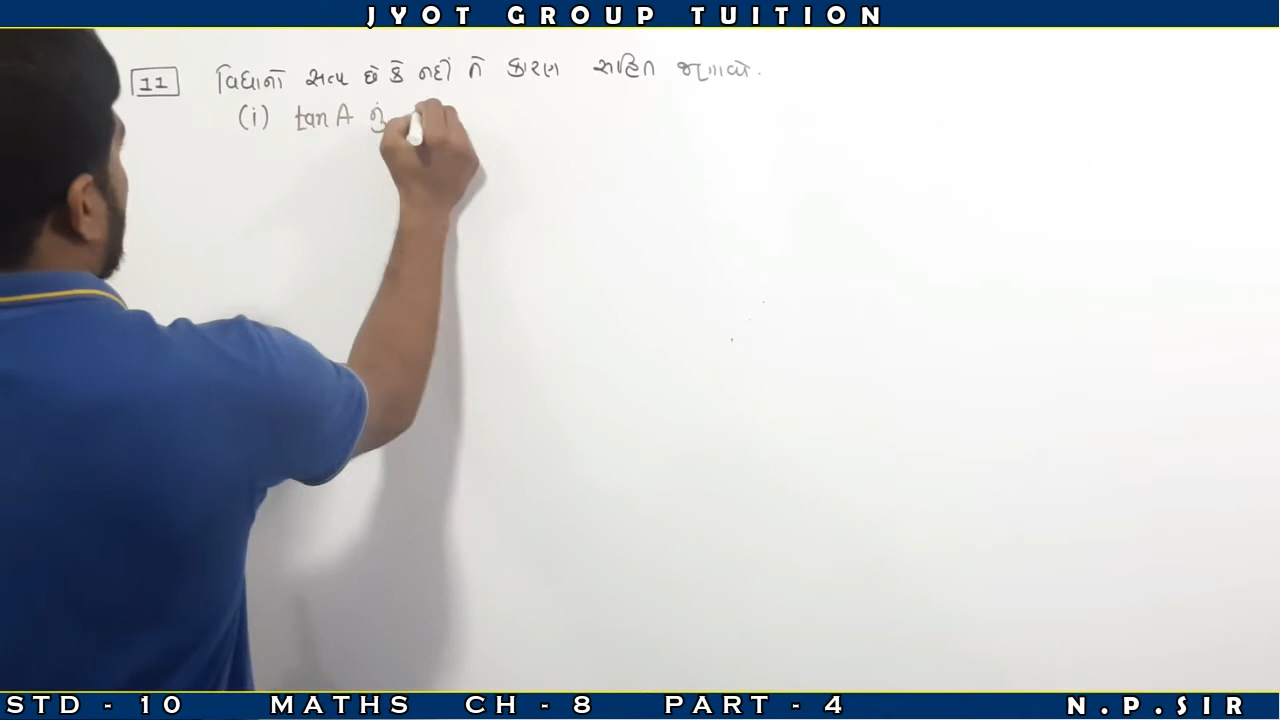 JYOT GROUP TUITION
11 વિધાનો સત્ય છે કે નહીં તે કારણ સહિત જણાવો.
(i) tan A નું
STD - 10 MATHS CH - 8 PART - 4 N.P.SIR